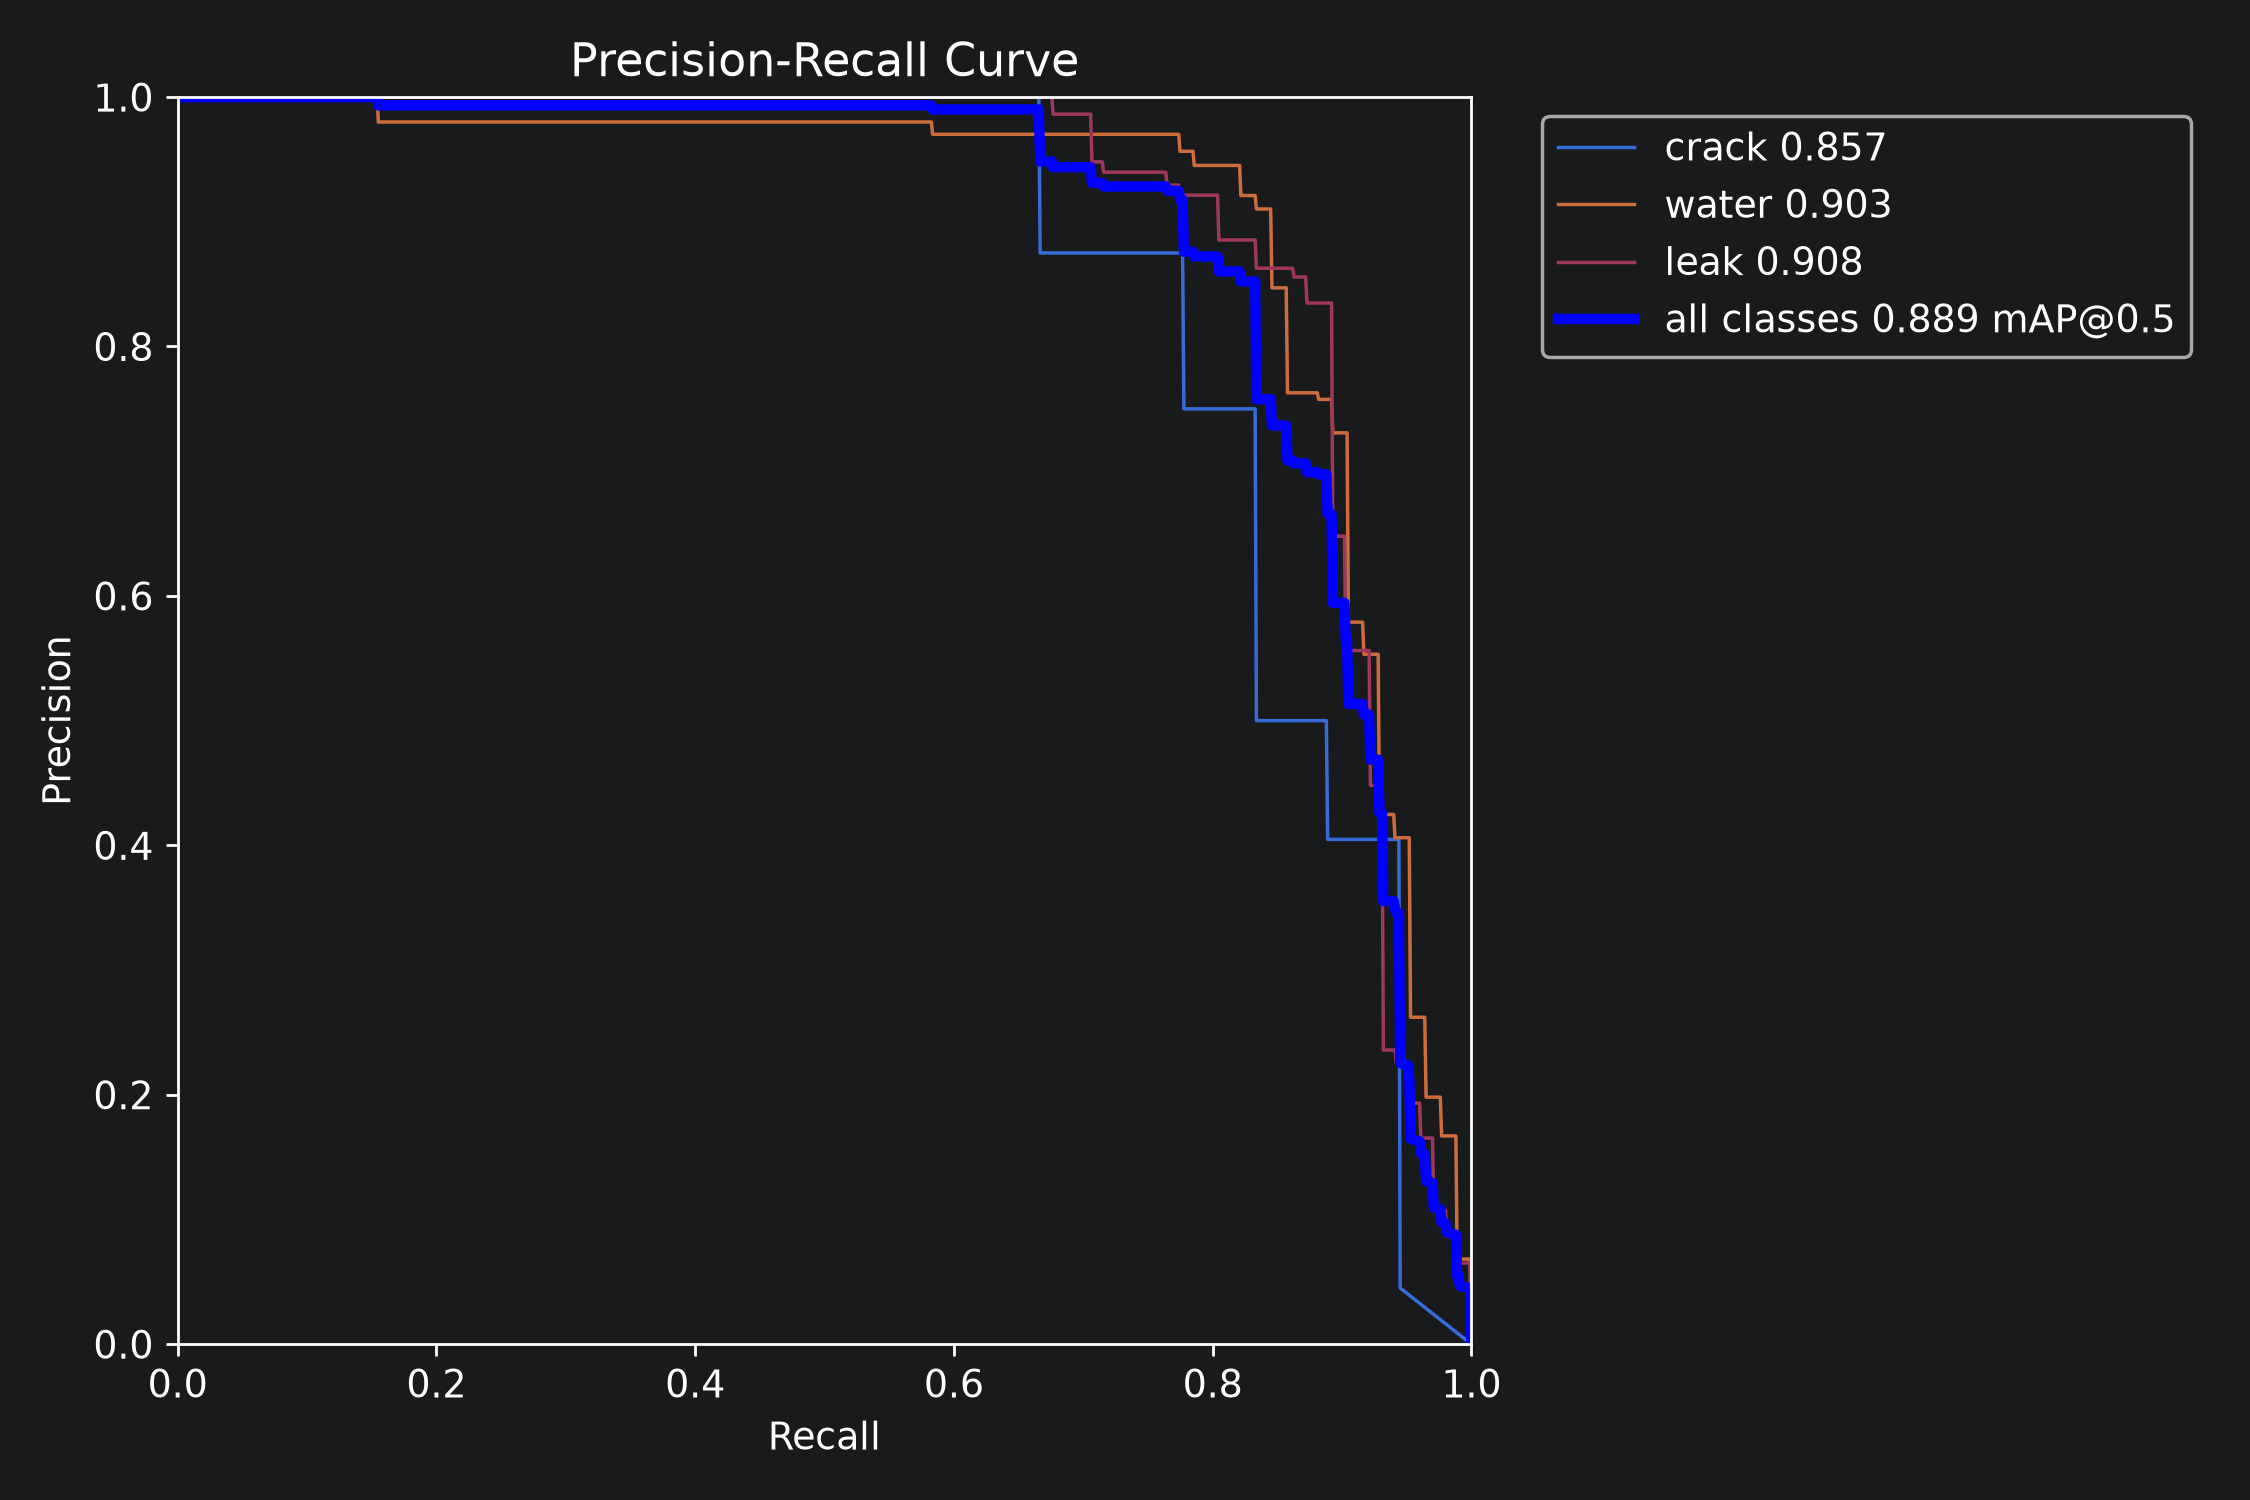 Precision-Recall Curve
crack 0.857
water 0.903
leak 0.908
all classes 0.889 mAP@0.5
Precision
1.0
0.8
0.6
0.4
0.2
0.0
0.0 0.2 0.4 0.6 0.8 1.0
Recall